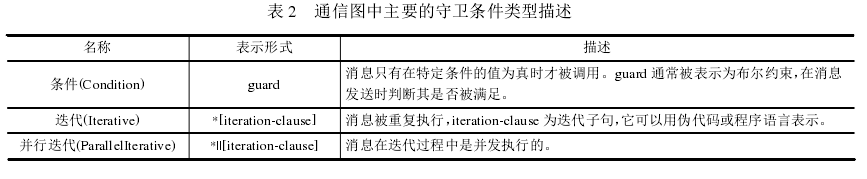 表 2 通信图中主要的守卫条件类型描述
名称 表示形式 描述
条件(Condition) guard 消息只有在特定条件的值为真时才被调用。guard 通常被表示为布尔约束,在消息
发送时判断其是否被满足。
迭代(Iterative) *[iteration-clause] 消息被重复执行,iteration-clause 为迭代子句,它可以用伪代码或程序语言表示。
并行迭代(ParallelIterative) *||[iteration-clause] 消息在迭代过程中是并发执行的。